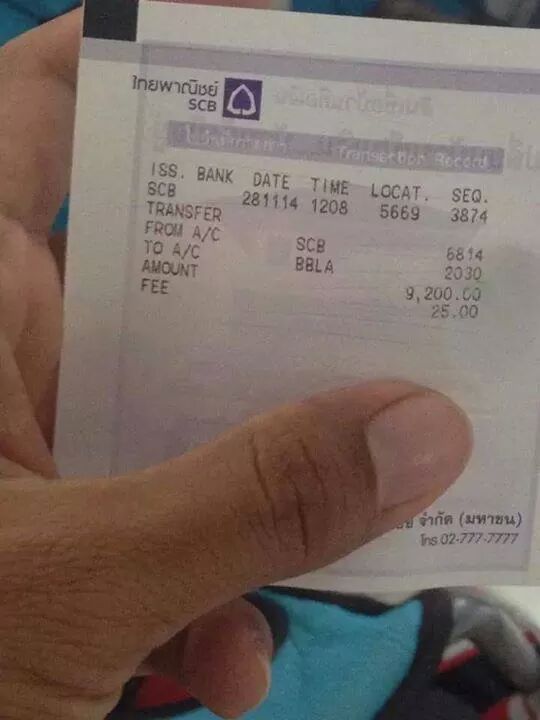 ไทยพาณิชย์
SCB
Transaction Record
ISS. BANK DATE TIME LOCAT. SEQ.
SCB 281114 1208 5669 3874
TRANSFER
FROM A/C SCB 6814
TO A/C BBLA 2030
AMOUNT 9,200.00
FEE 25.00
จำกัด (มหาชน)
โทร 02-777-7777